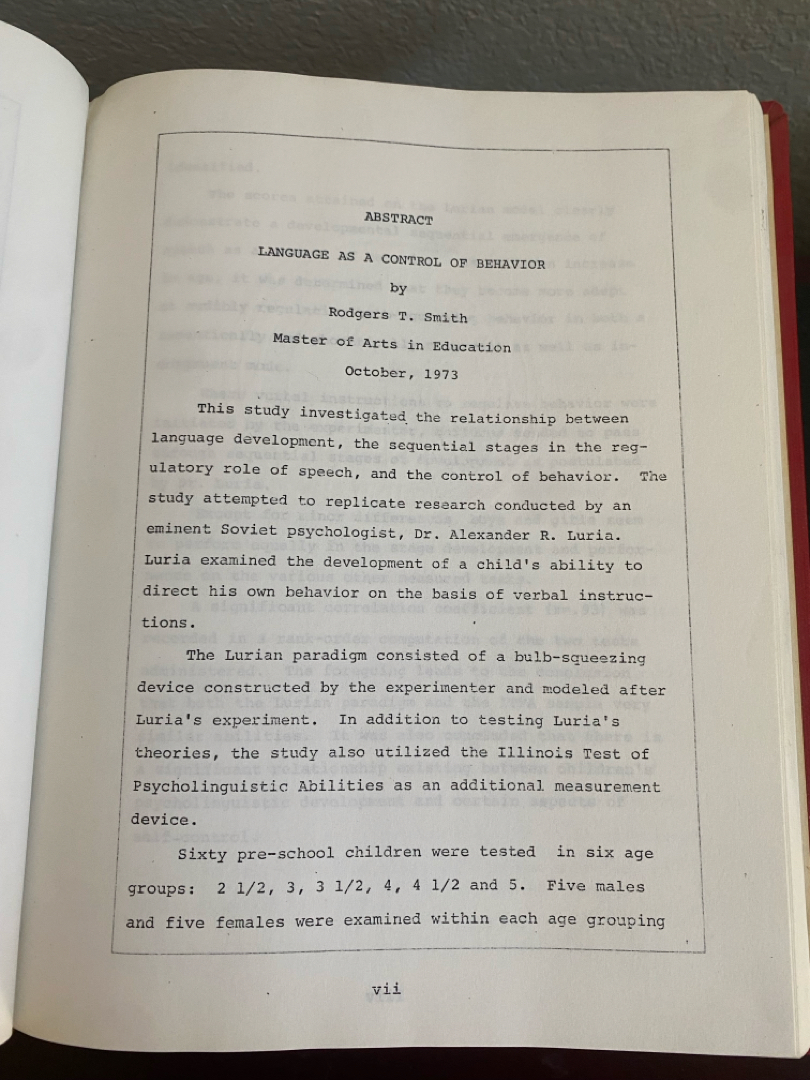 ABSTRACT
LANGUAGE AS A CONTROL OF BEHAVIOR
by
Rodgers T. Smith
Master of Arts in Education
October, 1973
This study investigated the relationship between
language development, the sequential stages in the reg-
ulatory role of speech, and the control of behavior. The
study attempted to replicate research conducted by an
eminent Soviet psychologist, Dr. Alexander R. Luria.
Luria examined the development of a child's ability to
direct his own behavior on the basis of verbal instruc-
tions.
The Lurian paradigm consisted of a bulb-squeezing
device constructed by the experimenter and modeled after
Luria's experiment. In addition to testing Luria's
theories, the study also utilized the Illinois Test of
Psycholinguistic Abilities as an additional measurement
device.
Sixty pre-school children were tested in six age
groups: 2 1/2, 3, 3 1/2, 4, 4 1/2 and 5. Five males
and five females were examined within each age grouping
vii